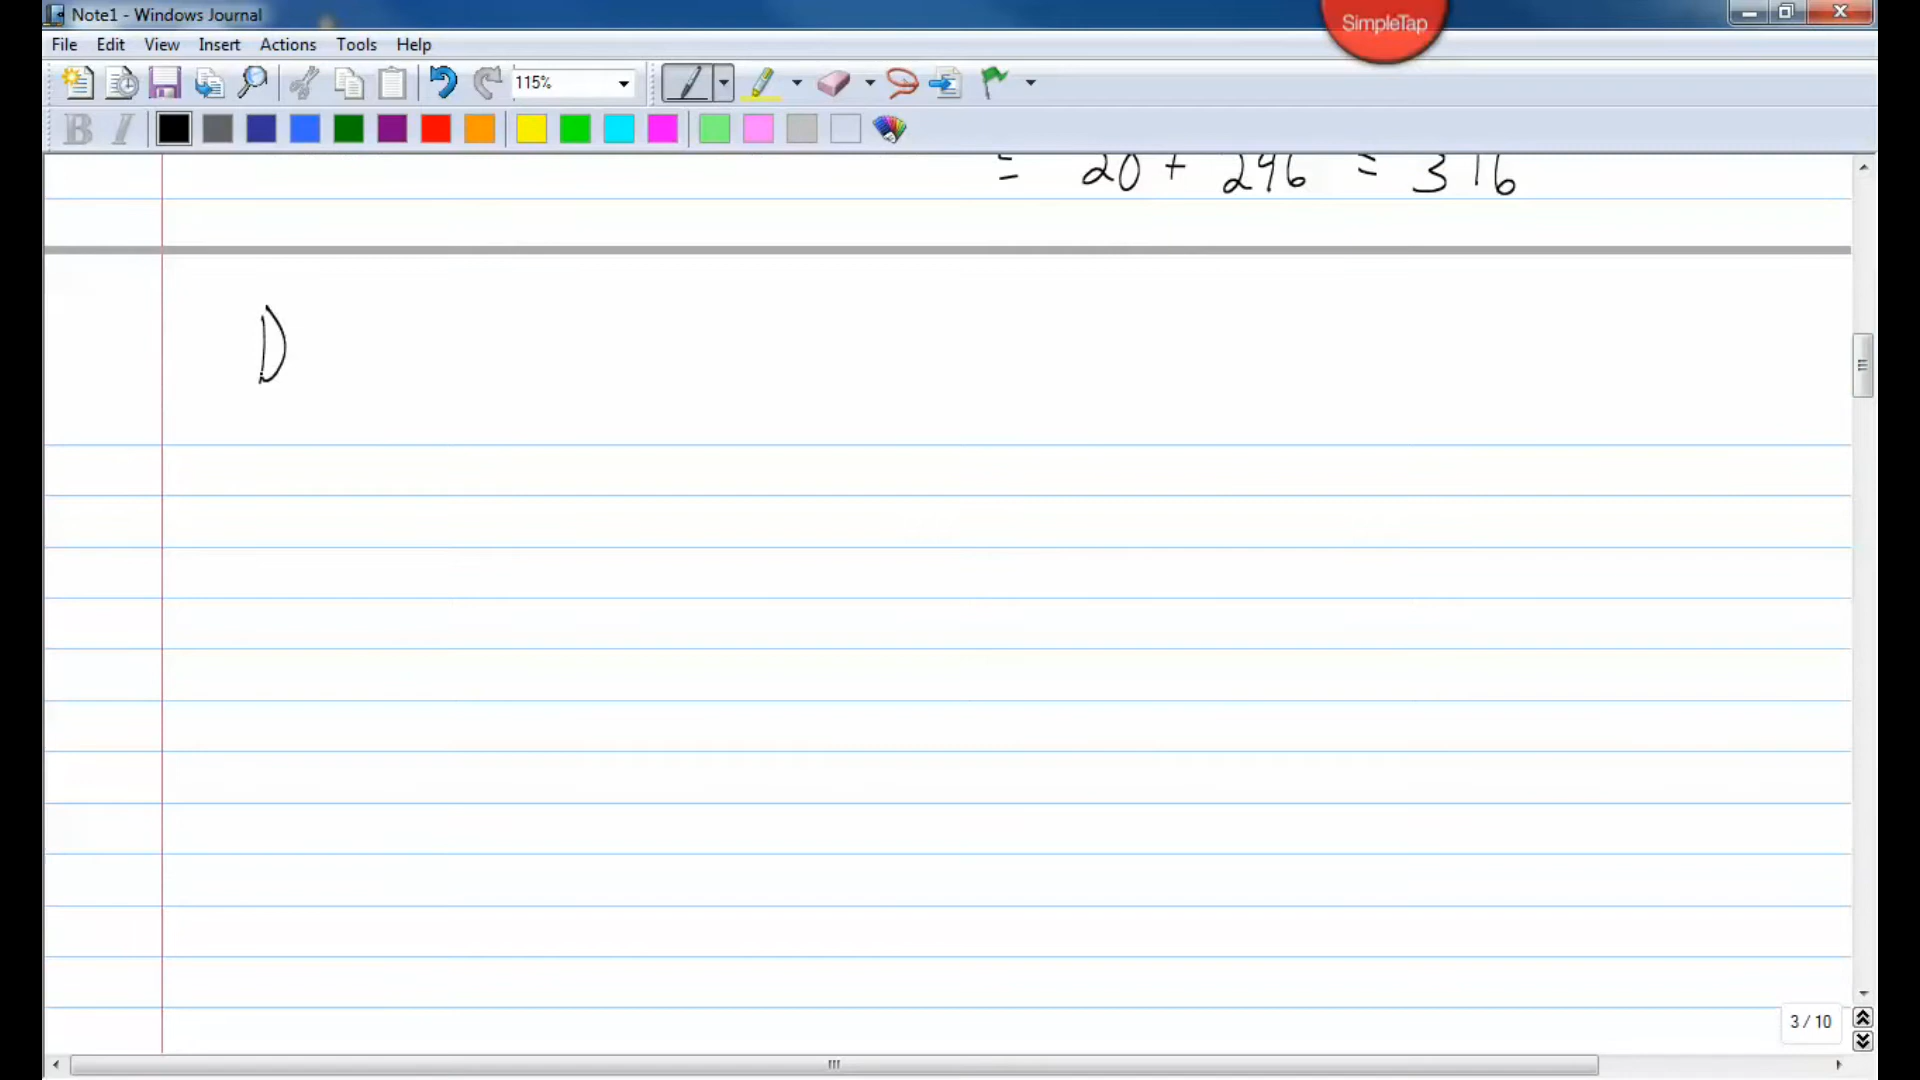 Note1 - Windows Journal
SimpleTap
File Edit View Insert Actions Tools Help
115%
B I
= 20 + 296 = 316
D
3 / 10